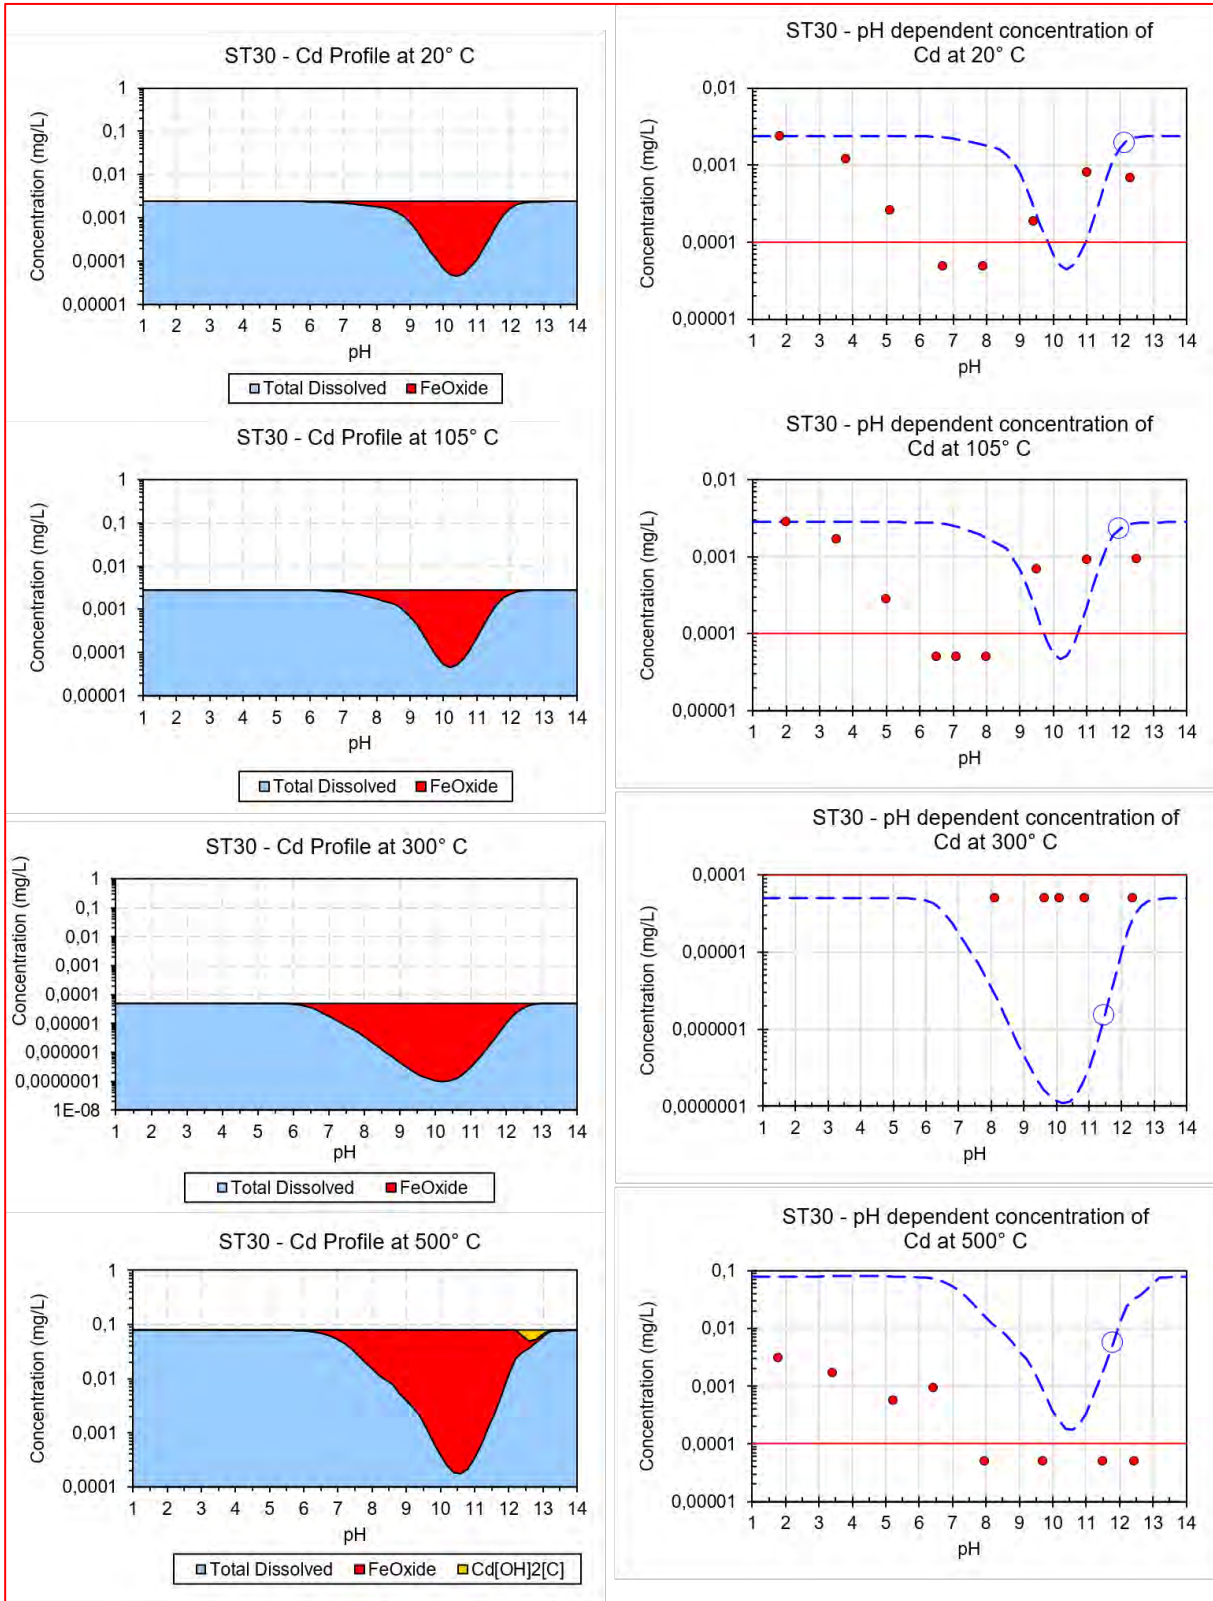 ST30 - Cd Profile at 20° C
Concentration (mg/L)
1
0,1
0,01
0,001
0,0001
0,00001
1 2 3 4 5 6 7 8 9 10 11 12 13 14
pH
Total Dissolved FeOxide
ST30 - pH dependent concentration of
Cd at 20° C
Concentration (mg/L)
0,01
0,001
0,0001
0,00001
1 2 3 4 5 6 7 8 9 10 11 12 13 14
pH
ST30 - Cd Profile at 105° C
Concentration (mg/L)
1
0,1
0,01
0,001
0,0001
0,00001
1 2 3 4 5 6 7 8 9 10 11 12 13 14
pH
Total Dissolved FeOxide
ST30 - pH dependent concentration of
Cd at 105° C
Concentration (mg/L)
0,01
0,001
0,0001
0,00001
1 2 3 4 5 6 7 8 9 10 11 12 13 14
pH
ST30 - Cd Profile at 300° C
Concentration (mg/L)
1
0,1
0,01
0,001
0,0001
0,00001
0,000001
0,0000001
1E-08
1 2 3 4 5 6 7 8 9 10 11 12 13 14
pH
Total Dissolved FeOxide
ST30 - pH dependent concentration of
Cd at 300° C
Concentration (mg/L)
0,0001
0,00001
0,000001
0,0000001
1 2 3 4 5 6 7 8 9 10 11 12 13 14
pH
ST30 - Cd Profile at 500° C
Concentration (mg/L)
1
0,1
0,01
0,001
0,0001
1 2 3 4 5 6 7 8 9 10 11 12 13 14
pH
Total Dissolved FeOxide Cd[OH]2[C]
ST30 - pH dependent concentration of
Cd at 500° C
Concentration (mg/L)
0,1
0,01
0,001
0,0001
0,00001
1 2 3 4 5 6 7 8 9 10 11 12 13 14
pH